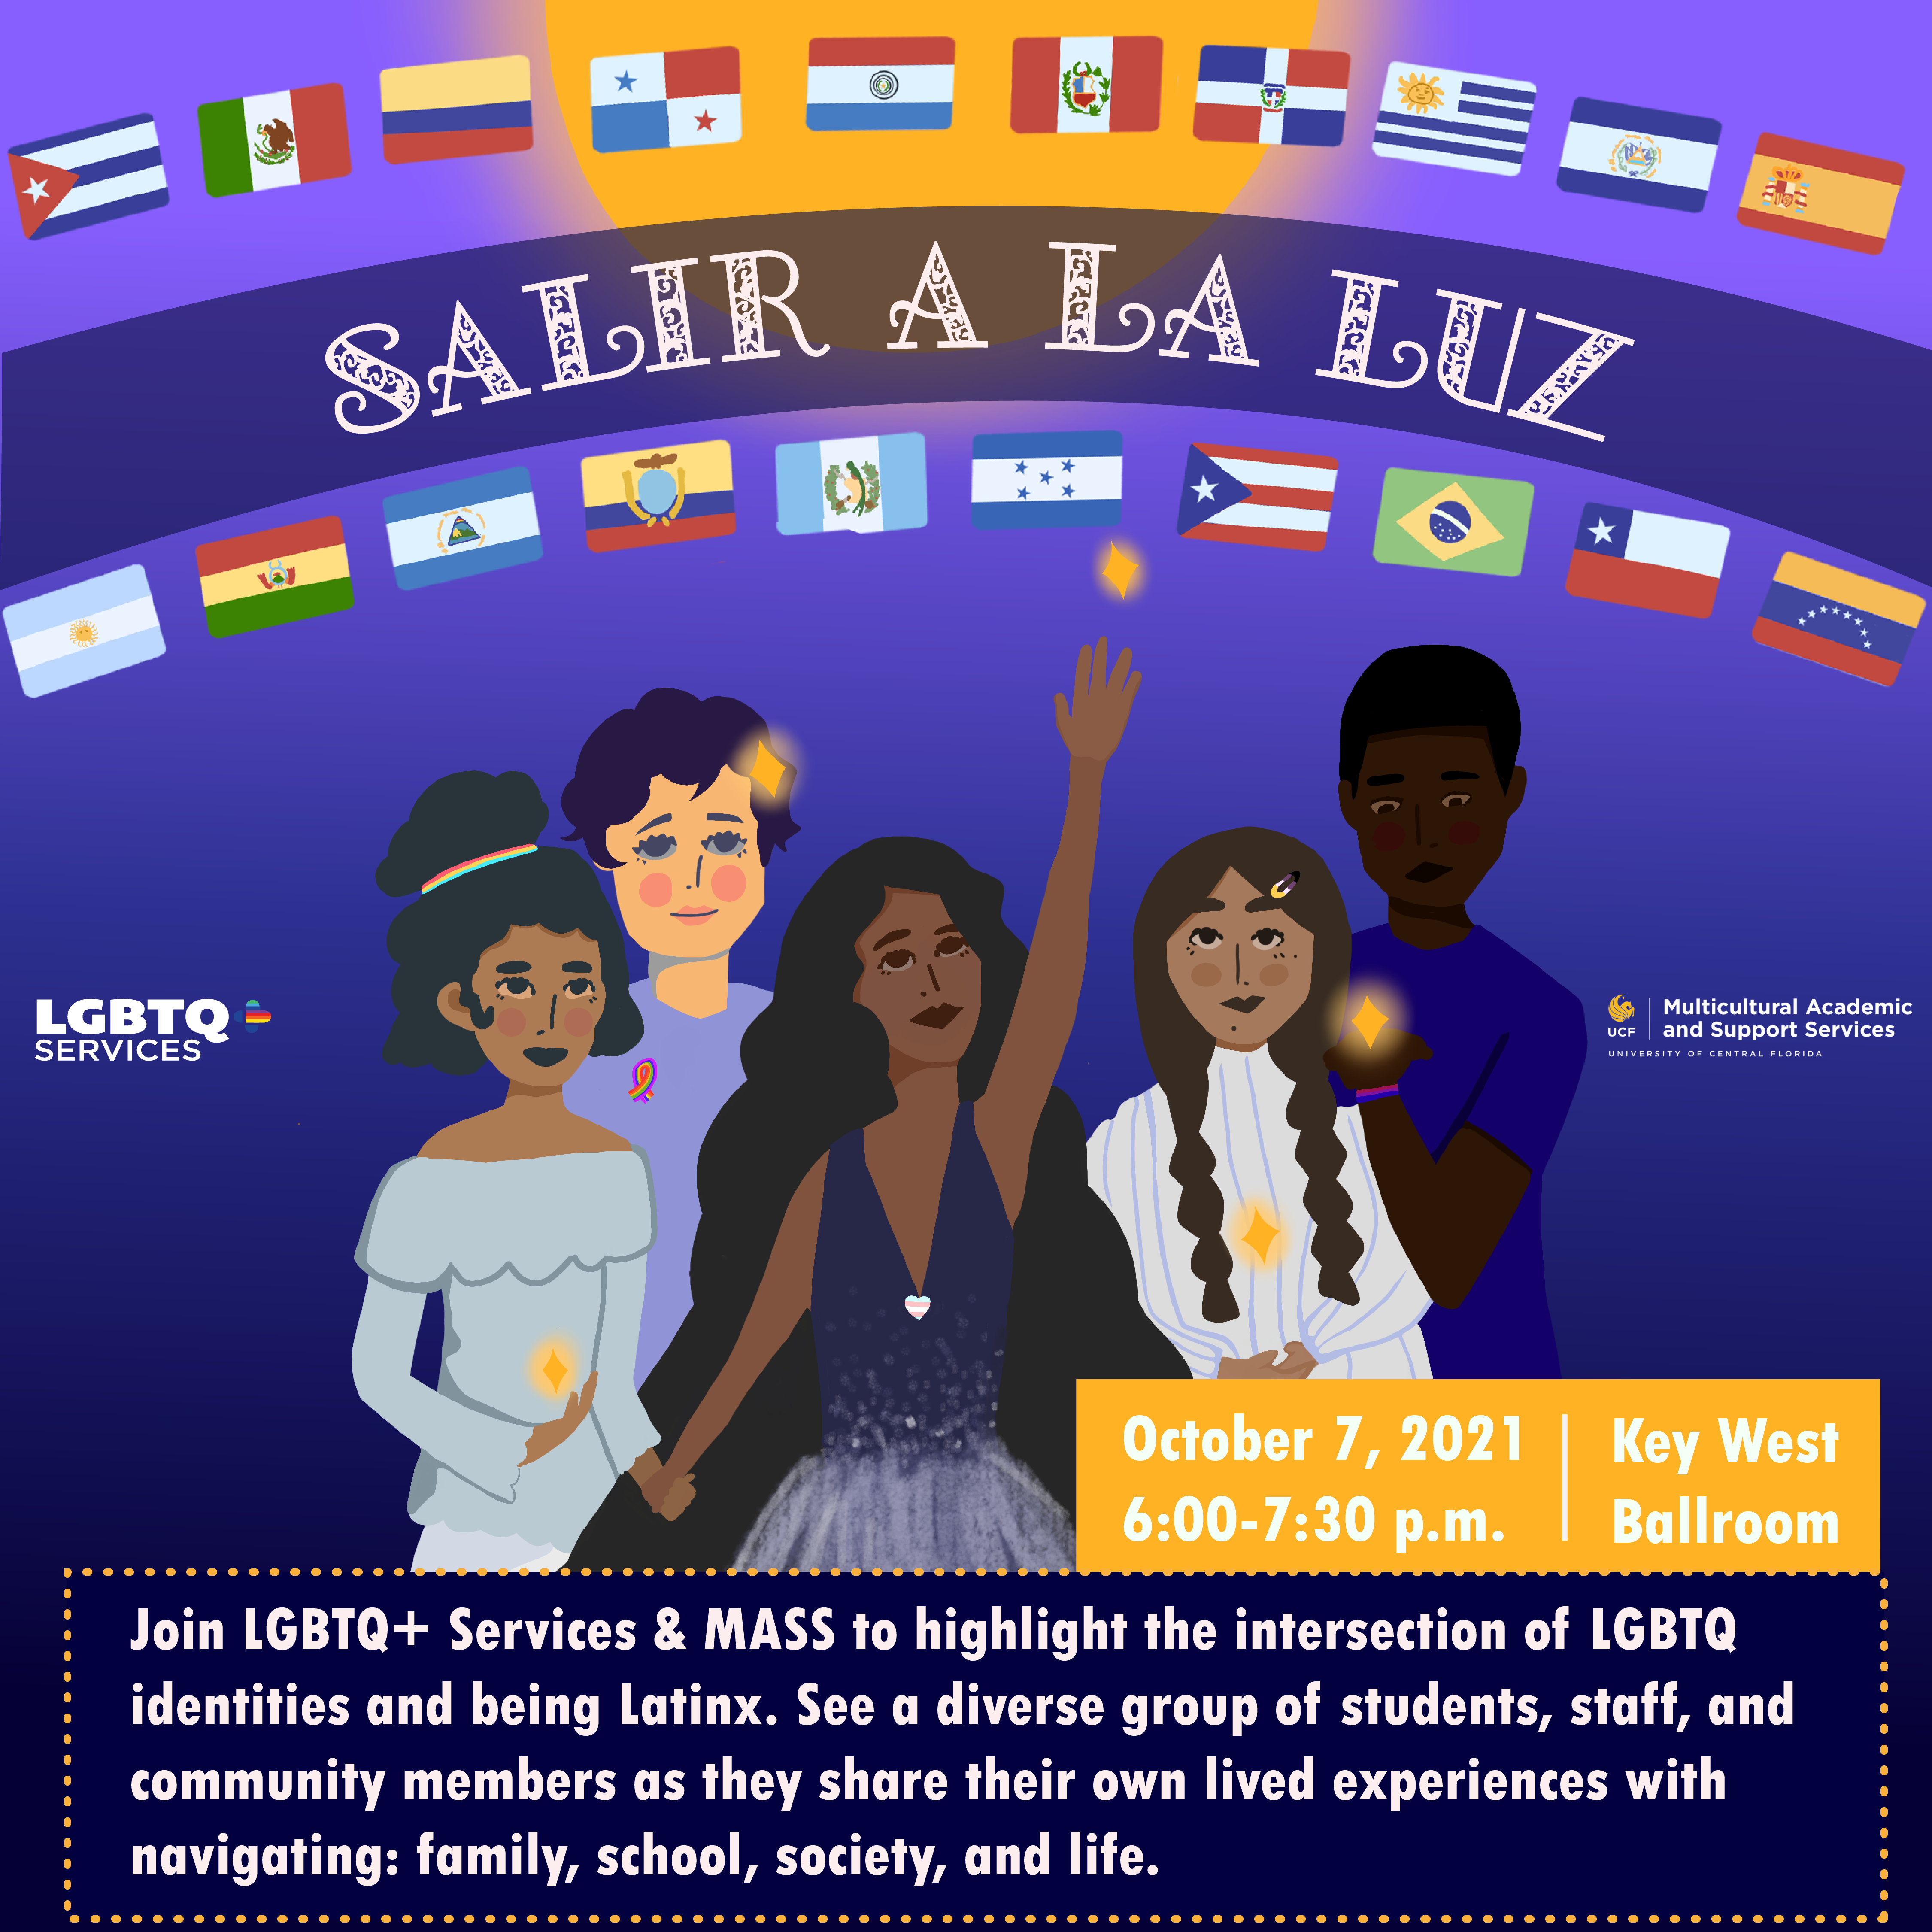 SALIR A LA LUZ
LGBTQ
SERVICES
UCF
Multicultural Academic
and Support Services
UNIVERSITY OF CENTRAL FLORIDA
October 7, 2021
6:00-7:30 p.m.
Key West
Ballroom
Join LGBTQ+ Services & MASS to highlight the intersection of LGBTQ
identities and being Latinx. See a diverse group of students, staff, and
community members as they share their own lived experiences with
navigating: family, school, society, and life.